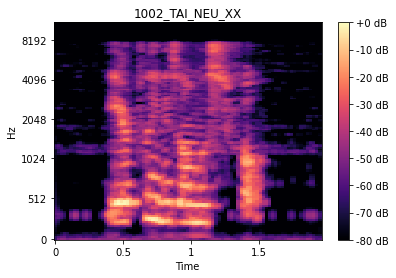 1002_TAI_NEU_XX
Hz
8192
4096
2048
1024
512
0
0
0.5
1
1.5
Time
+0 dB
-10 dB
-20 dB
-30 dB
-40 dB
-50 dB
-60 dB
-70 dB
-80 dB